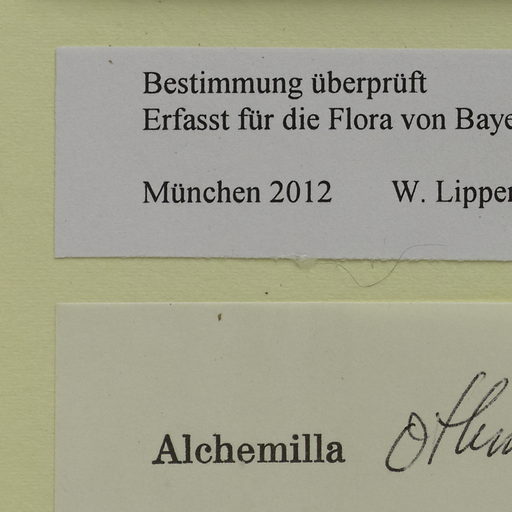 Bestimmung überprüft
Erfasst für die Flora von Baye
München 2012 W. Lipper
Alchemilla